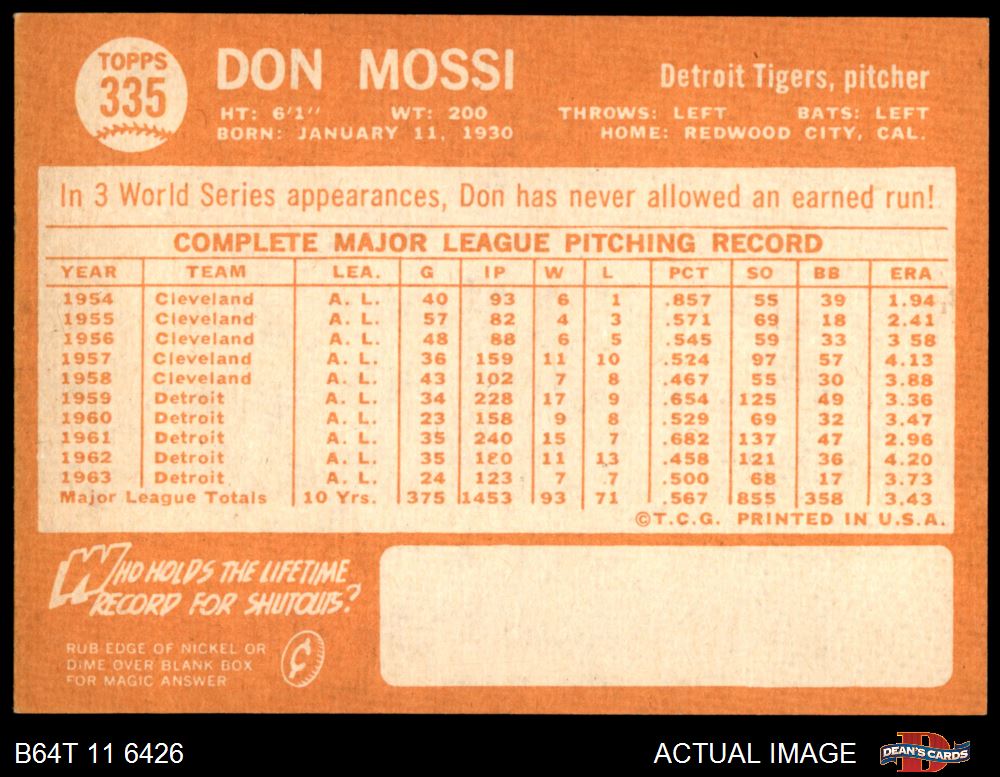 TOPPS
335
DON MOSSI
Detroit Tigers, pitcher
HT: 6'1'' WT: 200 THROWS: LEFT BATS: LEFT
BORN: JANUARY 11, 1930 HOME: REDWOOD CITY, CAL.
In 3 World Series appearances, Don has never allowed an earned run!
COMPLETE MAJOR LEAGUE PITCHING RECORD
YEAR TEAM LEA. G IP W L PCT SO BB ERA
1954 Cleveland A. L. 40 93 6 1 .857 55 39 1.94
1955 Cleveland A. L. 57 82 4 3 .571 69 18 2.41
1956 Cleveland A. L. 48 88 6 5 .545 59 33 3 58
1957 Cleveland A. L. 36 159 11 10 .524 97 57 4.13
1958 Cleveland A. L. 43 102 7 8 .467 55 30 3.88
1959 Detroit A. L. 34 228 17 9 .654 125 49 3.36
1960 Detroit A. L. 23 158 9 8 .529 69 32 3.47
1961 Detroit A. L. 35 240 15 7 .682 137 47 2.96
1962 Detroit A. L. 35 180 11 13 .458 121 36 4.20
1963 Detroit A. L. 24 123 7 .7 .500 68 17 3.73
Major League Totals 10 Yrs. 375 1453 93 71 .567 855 358 3.43
©T.C.G. PRINTED IN U.S.A.
WHO HOLDS THE LIFETIME
RECORD FOR SHUTOUTS?
RUB EDGE OF NICKEL OR
DIME OVER BLANK BOX
FOR MAGIC ANSWER
¢
B64T 11 6426
ACTUAL IMAGE
D
DEAN'S CARDS